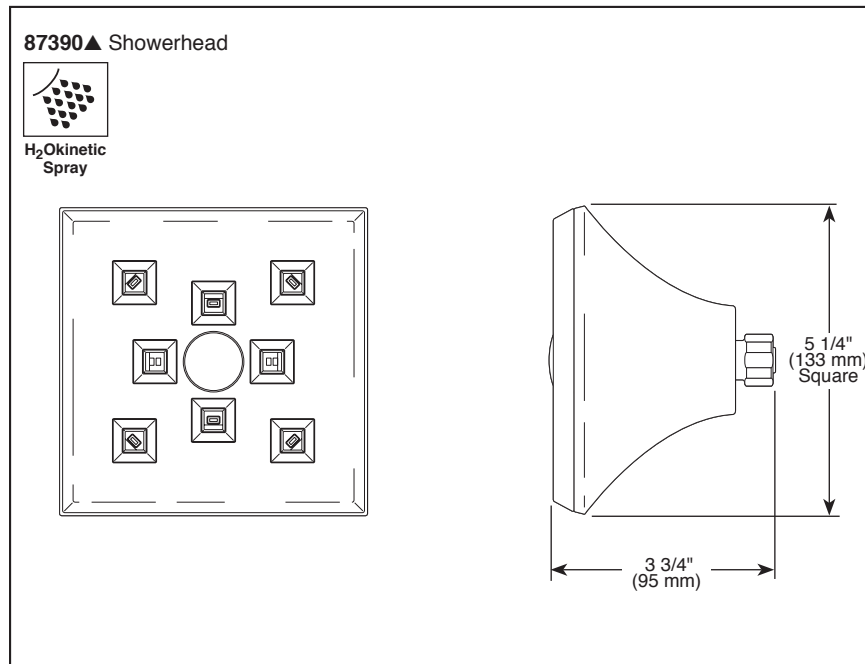 87390▲ Showerhead
H₂Okinetic
Spray
5 1/4"
(133 mm)
Square
3 3/4"
(95 mm)